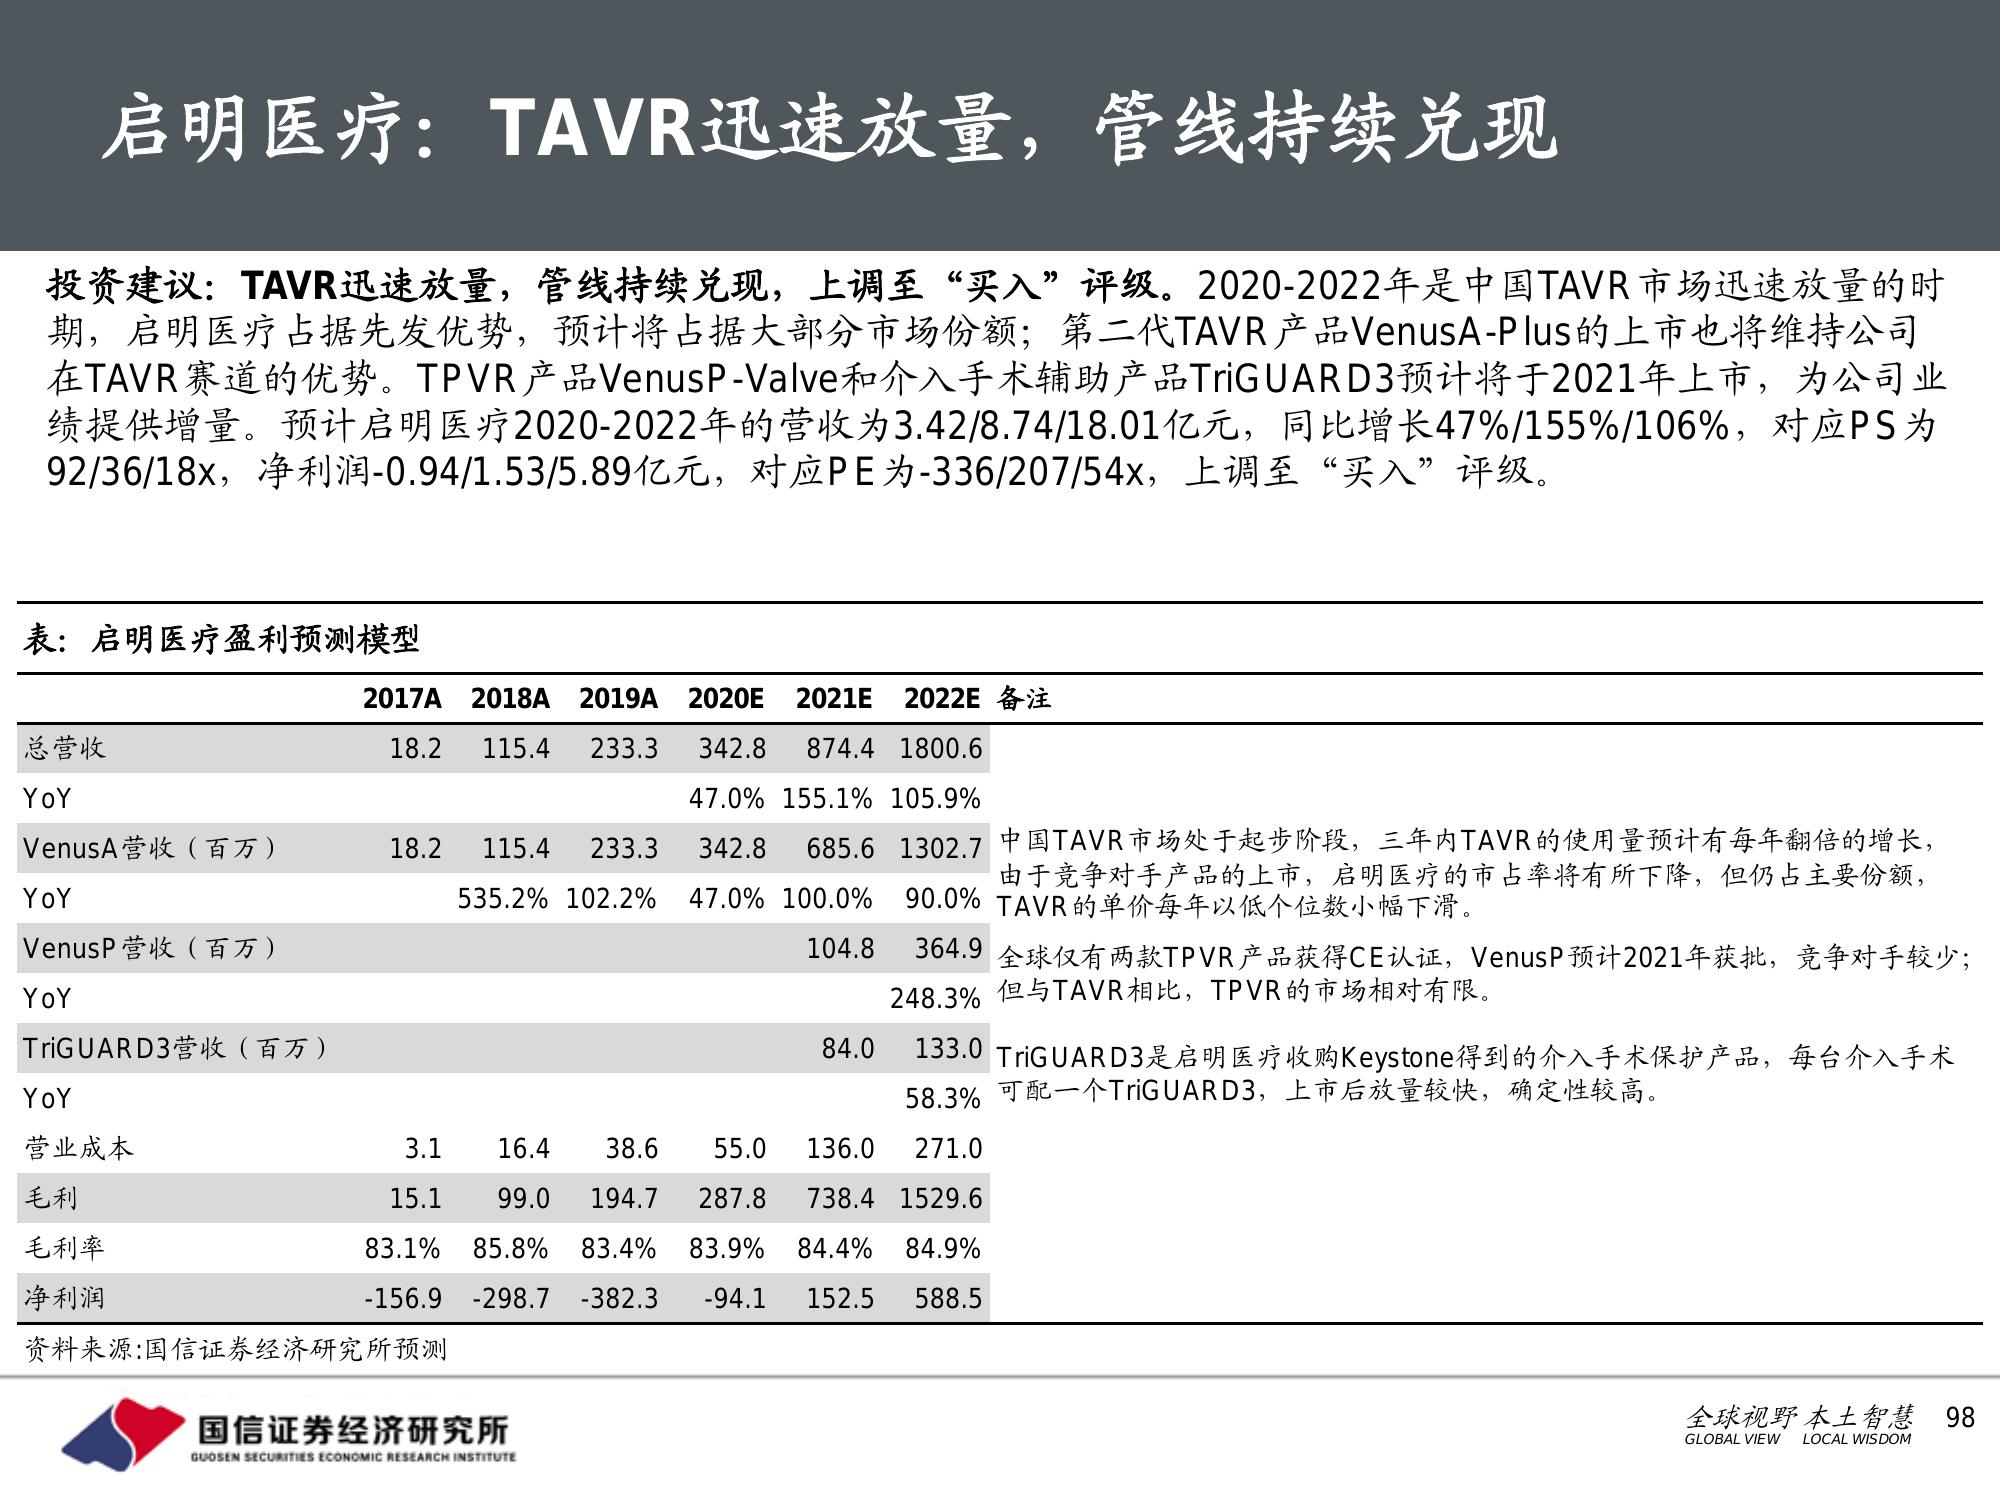 启明医疗：TAVR迅速放量，管线持续兑现
投资建议：TAVR迅速放量，管线持续兑现，上调至“买入”评级。2020-2022年是中国TAVR市场迅速放量的时
期，启明医疗占据先发优势，预计将占据大部分市场份额；第二代TAVR产品VenusA-Plus的上市也将维持公司
在TAVR赛道的优势。TPVR产品VenusP-Valve和介入手术辅助产品TriGUARD3预计将于2021年上市，为公司业
绩提供增量。预计启明医疗2020-2022年的营收为3.42/8.74/18.01亿元，同比增长47%/155%/106%，对应PS为
92/36/18x，净利润-0.94/1.53/5.89亿元，对应PE为-336/207/54x，上调至“买入”评级。
表：启明医疗盈利预测模型
2017A 2018A 2019A 2020E 2021E 2022E 备注
总营收 18.2 115.4 233.3 342.8 874.4 1800.6
YoY 47.0% 155.1% 105.9%
VenusA营收（百万） 18.2 115.4 233.3 342.8 685.6 1302.7
YoY 535.2% 102.2% 47.0% 100.0% 90.0%
中国TAVR市场处于起步阶段，三年内TAVR的使用量预计有每年翻倍的增长，
由于竞争对手产品的上市，启明医疗的市占率将有所下降，但仍占主要份额，
TAVR的单价每年以低个位数小幅下滑。
VenusP营收（百万） 104.8 364.9
YoY 248.3%
全球仅有两款TPVR产品获得CE认证，VenusP预计2021年获批，竞争对手较少；
但与TAVR相比，TPVR的市场相对有限。
TriGUARD3营收（百万） 84.0 133.0
YoY 58.3%
TriGUARD3是启明医疗收购Keystone得到的介入手术保护产品，每台介入手术
可配一个TriGUARD3，上市后放量较快，确定性较高。
营业成本 3.1 16.4 38.6 55.0 136.0 271.0
毛利 15.1 99.0 194.7 287.8 738.4 1529.6
毛利率 83.1% 85.8% 83.4% 83.9% 84.4% 84.9%
净利润 -156.9 -298.7 -382.3 -94.1 152.5 588.5
资料来源:国信证券经济研究所预测
国信证券经济研究所
GUOSEN SECURITIES ECONOMIC RESEARCH INSTITUTE
全球视野 本土智慧
GLOBAL VIEW LOCAL WISDOM
98